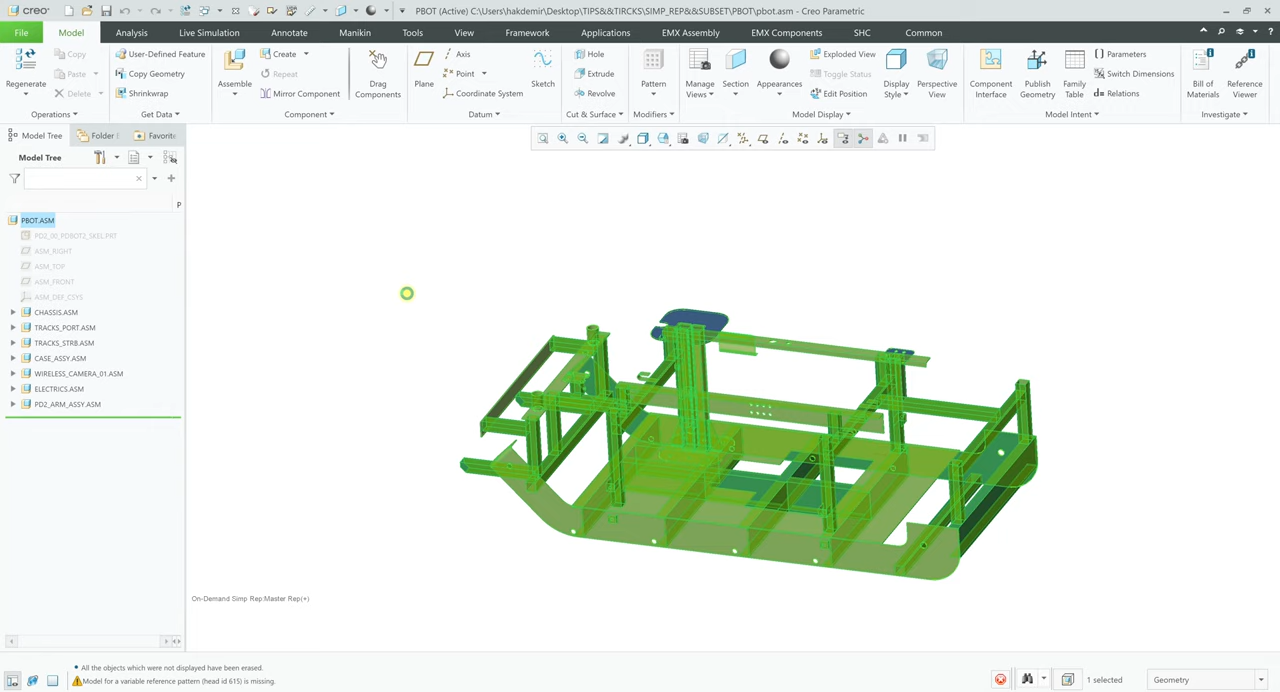 creo
PBOT (Active) C:\Users\hakdemir\Desktop\TIPS&&TIRCKS\SIMP_REP&&SUBSET\PBOT\pbot.asm - Creo Parametric
File Model Analysis Live Simulation Annotate Manikin Tools View Framework Applications EMX Assembly EMX Components SHC Common
Regenerate
Copy
Paste
Delete
Operations
User-Defined Feature
Copy Geometry
Shrinkwrap
Get Data
Assemble
Create
Repeat
Mirror Component
Component
Drag
Components
Plane
Axis
Point
Coordinate System
Sketch
Datum
Hole
Extrude
Revolve
Cut & Surface
Pattern
Modifiers
Manage
Views
Section
Appearances
Exploded View
Toggle Status
Edit Position
Display
Style
Perspective
View
Model Display
Component
Interface
Publish
Geometry
Family
Table
Parameters
Switch Dimensions
Relations
Model Intent
Bill of
Materials
Reference
Viewer
Investigate
Model Tree Folder Favorite
Model Tree
P
PBOT.ASM
PD2_00_PDBOT2_SKEL.PRT
ASM_RIGHT
ASM_TOP
ASM_FRONT
ASM_DEF_CSYS
CHASSIS.ASM
TRACKS_PORT.ASM
TRACKS_STRB.ASM
CASE_ASSY.ASM
WIRELESS_CAMERA_01.ASM
ELECTRICS.ASM
PD2_ARM_ASSY.ASM
On-Demand Simp Rep:Master Rep(+)
All the objects which were not displayed have been erased.
Model for a variable reference pattern (head id 615) is missing.
1 selected
Geometry